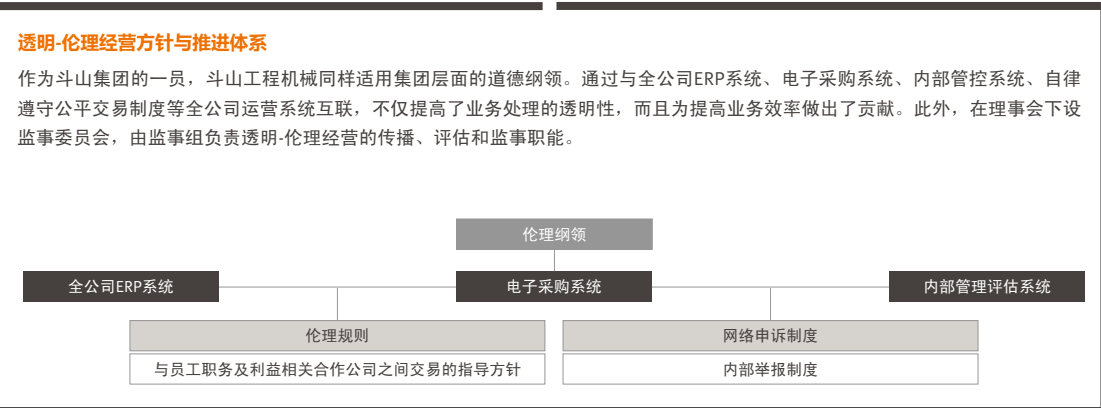 透明-伦理经营方针与推进体系
作为斗山集团的一员，斗山工程机械同样适用集团层面的道德纲领。通过与全公司ERP系统、电子采购系统、内部管控系统、自律
遵守公平交易制度等全公司运营系统互联，不仅提高了业务处理的透明性，而且为提高业务效率做出了贡献。此外，在理事会下设
监事委员会，由监事组负责透明-伦理经营的传播、评估和监事职能。
伦理纲领
全公司ERP系统
电子采购系统
内部管理评估系统
伦理规则
网络申诉制度
与员工职务及利益相关合作公司之间交易的指导方针
内部举报制度